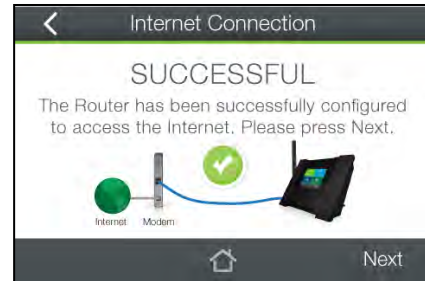 Internet Connection
SUCCESSFUL
The Router has been successfully configured
to access the Internet. Please press Next.
Internet Modem
Next